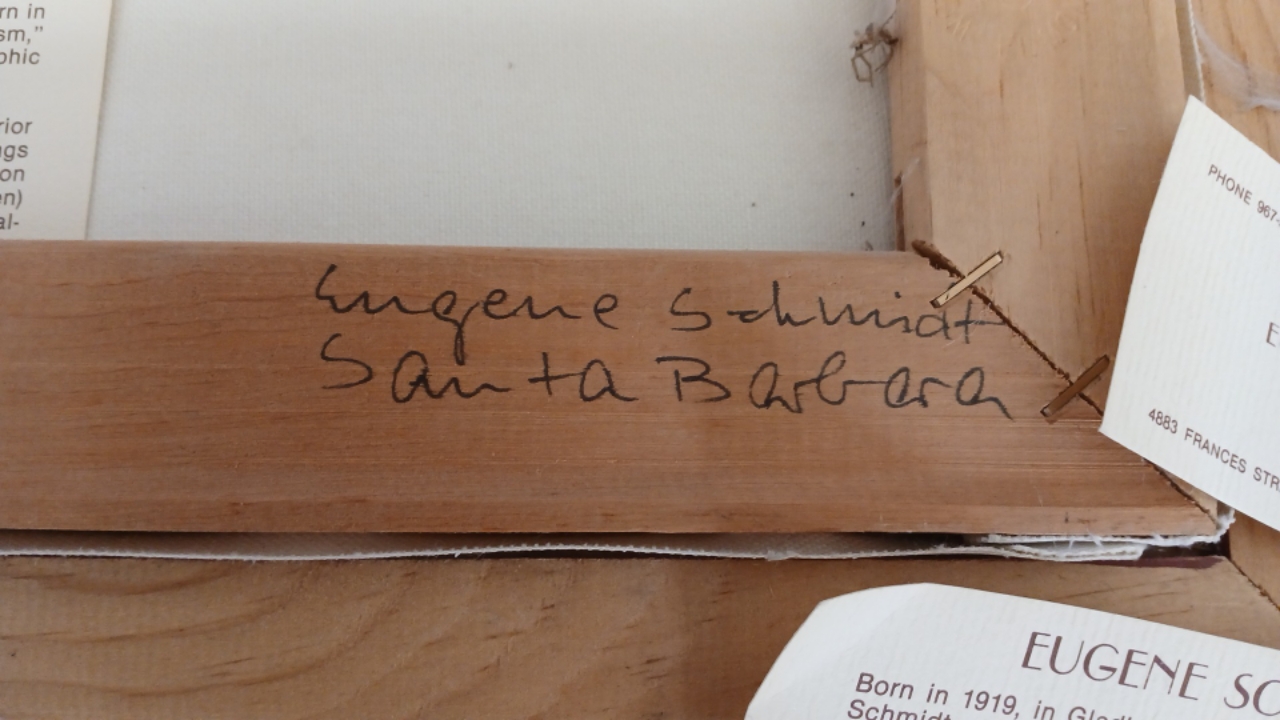 rn in
sm,"
phic
rior
ngs
on
en)
al-
Eugene Schmidt
Santa Barbara
PHONE 967-
E
4883 FRANCES STR
EUGENE SC
Born in 1919, in Gladi
Schmidt